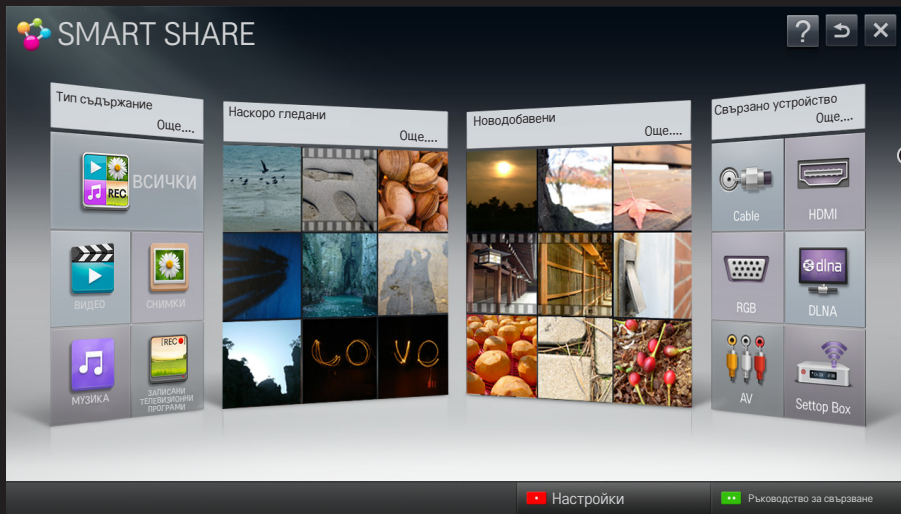 SMART SHARE
?
Тип съдържание
Още....
ВСИЧКИ
REC
ВИДЕО
СНИМКИ
МУЗИКА
[REC●]
ЗАПИСАНИ
ТЕЛЕВИЗИОННИ
ПРОГРАМИ
Наскоро гледани
Още....
LOVO
Новодобавени
Още....
Свързано устройство
Още....
Cable
HDMI
RGB
dlna
DLNA
AV
Settop Box
Настройки
Ръководство за свързване